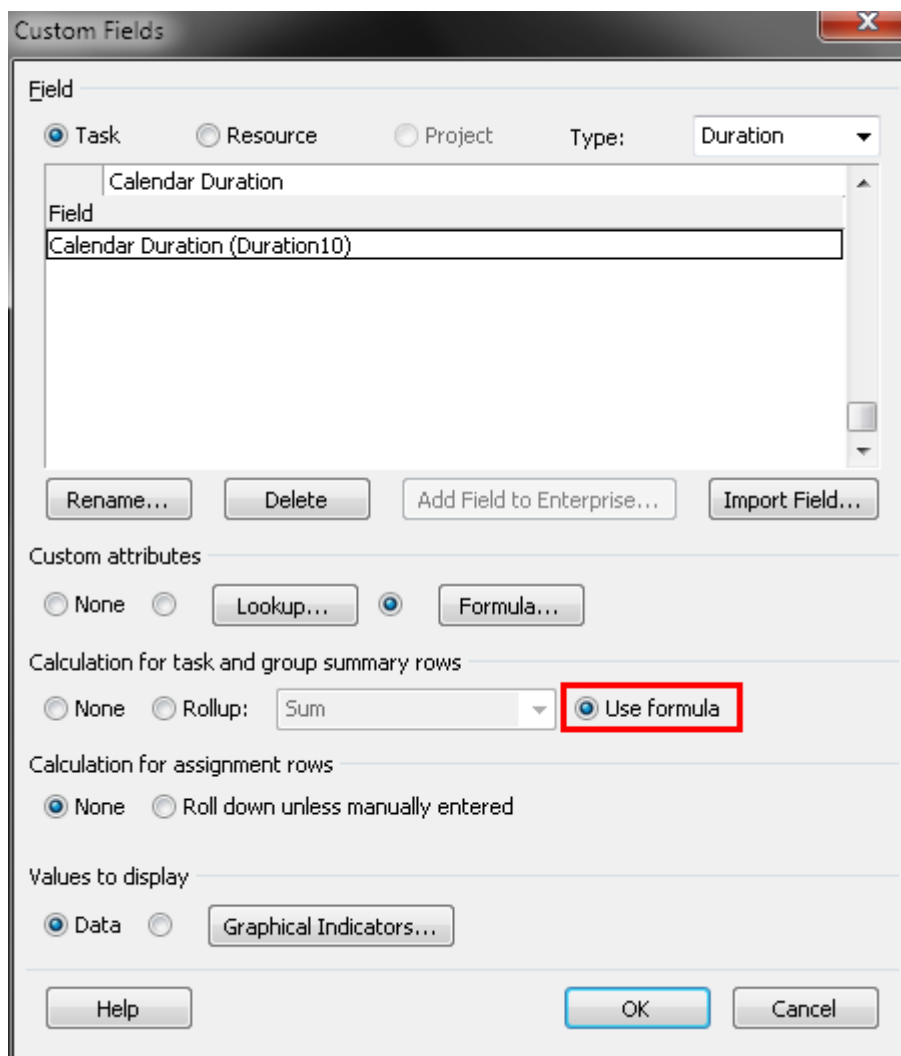 Custom Fields
x
Field
Task Resource Project Type: Duration
Calendar Duration
Field
Calendar Duration (Duration10)
Rename... Delete Add Field to Enterprise... Import Field...
Custom attributes
None Lookup... Formula...
Calculation for task and group summary rows
None Rollup: Sum Use formula
Calculation for assignment rows
None Roll down unless manually entered
Values to display
Data Graphical Indicators...
Help OK Cancel